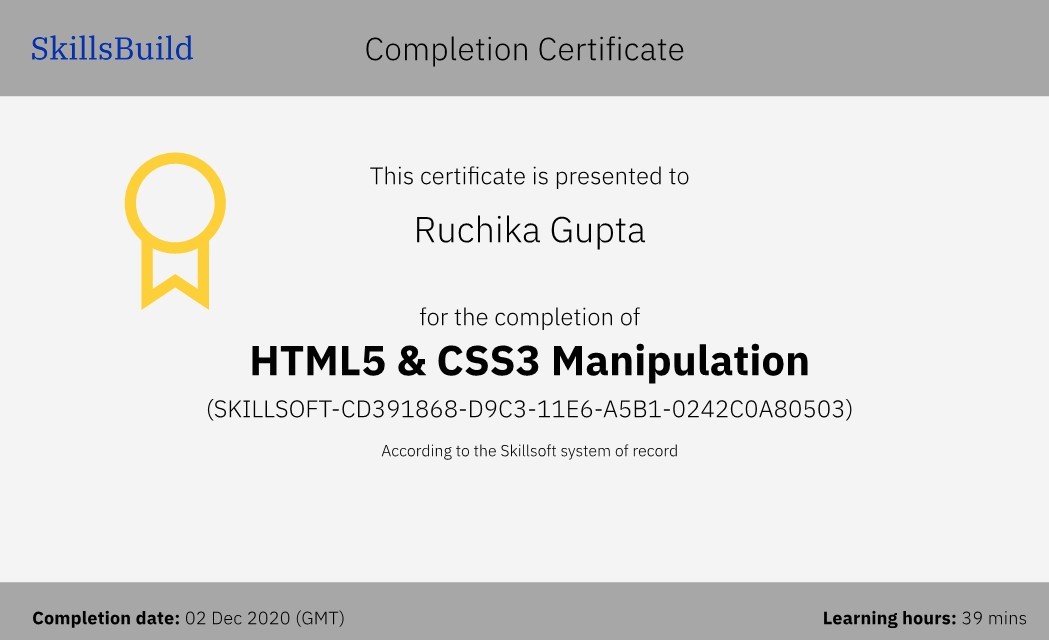 SkillsBuild
Completion Certificate
This certificate is presented to
Ruchika Gupta
for the completion of
HTML5 & CSS3 Manipulation
(SKILLSOFT-CD391868-D9C3-11E6-A5B1-0242C0A80503)
According to the Skillsoft system of record
Completion date: 02 Dec 2020 (GMT)
Learning hours: 39 mins